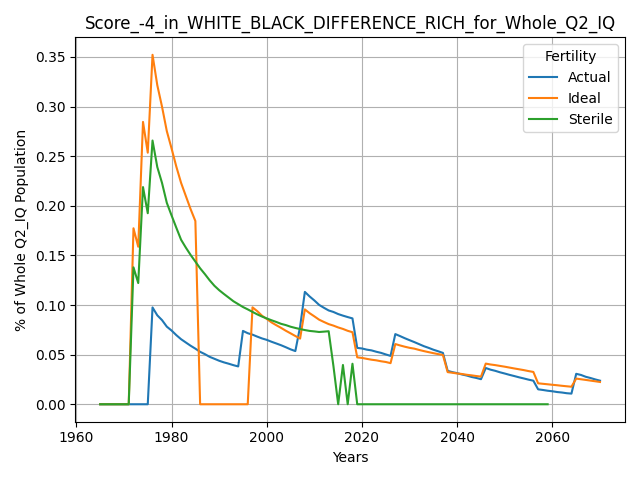 Score_-4_in_WHITE_BLACK_DIFFERENCE_RICH_for_Whole_Q2_IQ
% of Whole Q2_IQ Population
0.35
0.30
0.25
0.20
0.15
0.10
0.05
0.00
Fertility
Actual
Ideal
Sterile
1960 1980 2000 2020 2040 2060
Years